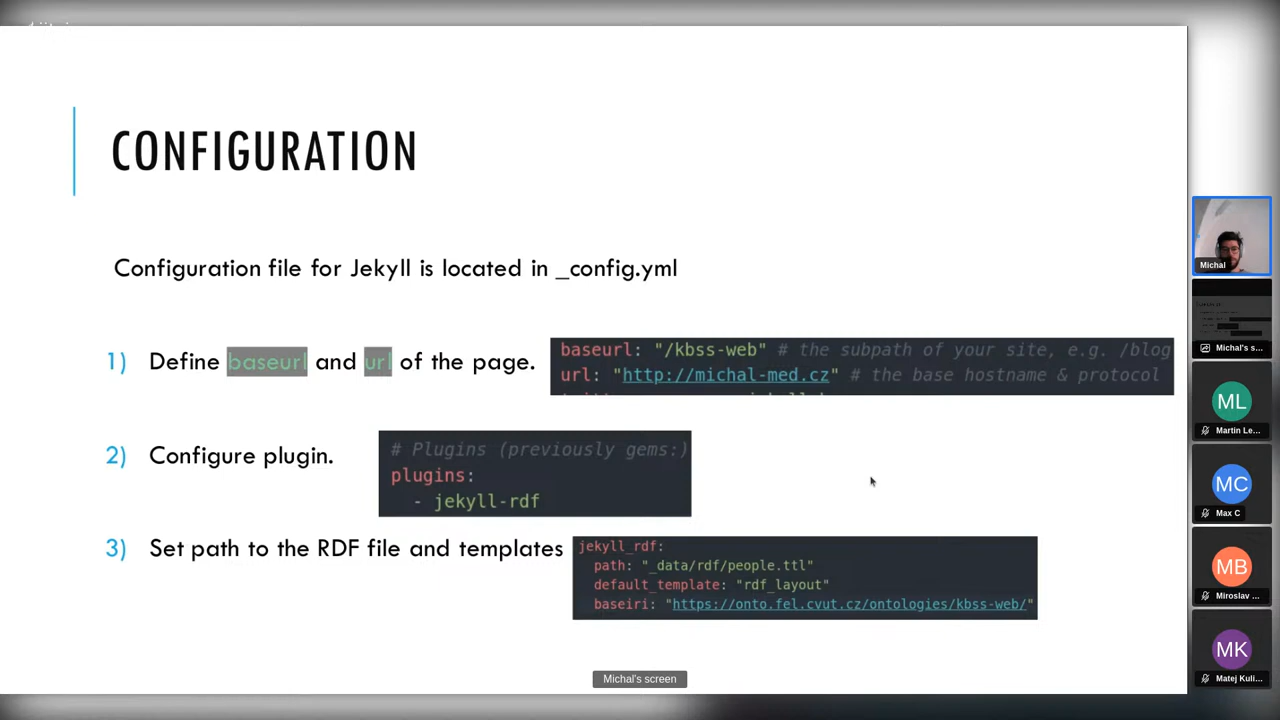 CONFIGURATION
Configuration file for Jekyll is located in _config.yml
1) Define baseurl and url of the page.
baseurl: "/kbss-web" # the subpath of your site, e.g. /blog
url: "http://michal-med.cz" # the base hostname & protocol
2) Configure plugin.
# Plugins (previously gems:)
plugins:
- jekyll-rdf
3) Set path to the RDF file and templates
jekyll_rdf:
path: "_data/rdf/people.ttl"
default_template: "rdf_layout"
baseiri: "https://onto.fel.cvut.cz/ontologies/kbss-web/"
Michal's screen
Michal
Michal's s...
ML
Martin Le...
MC
Max C
MB
Miroslav ...
MK
Matej Kuli...